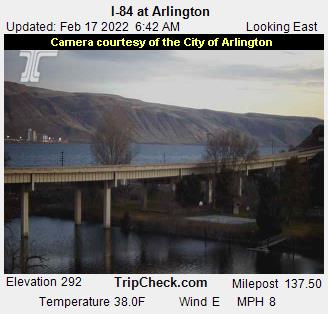 I-84 at Arlington
Updated: Feb 17 2022 6:42 AM Looking East
Camera courtesy of the City of Arlington
Elevation 292 TripCheck.com Milepost 137.50
Temperature 38.0F Wind E MPH 8